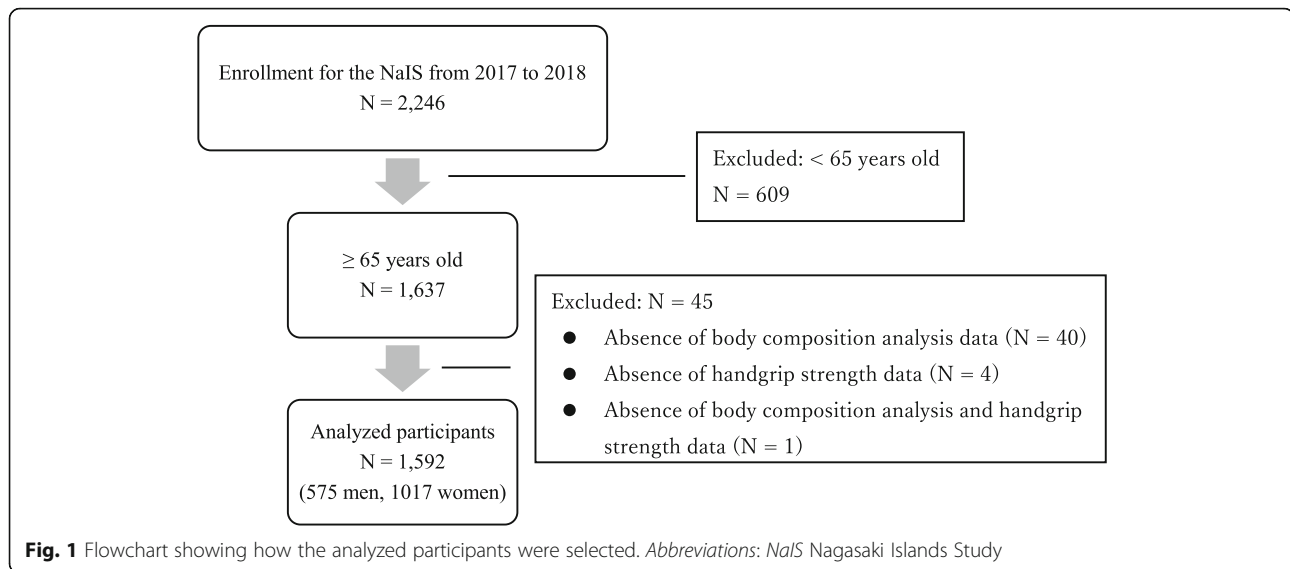 Enrollment for the NaIS from 2017 to 2018
N = 2,246
Excluded: < 65 years old
N = 609
≥ 65 years old
N = 1,637
Excluded: N = 45
● Absence of body composition analysis data (N = 40)
● Absence of handgrip strength data (N = 4)
● Absence of body composition analysis and handgrip
strength data (N = 1)
Analyzed participants
N = 1,592
(575 men, 1017 women)
Fig. 1 Flowchart showing how the analyzed participants were selected. Abbreviations: NaIS Nagasaki Islands Study